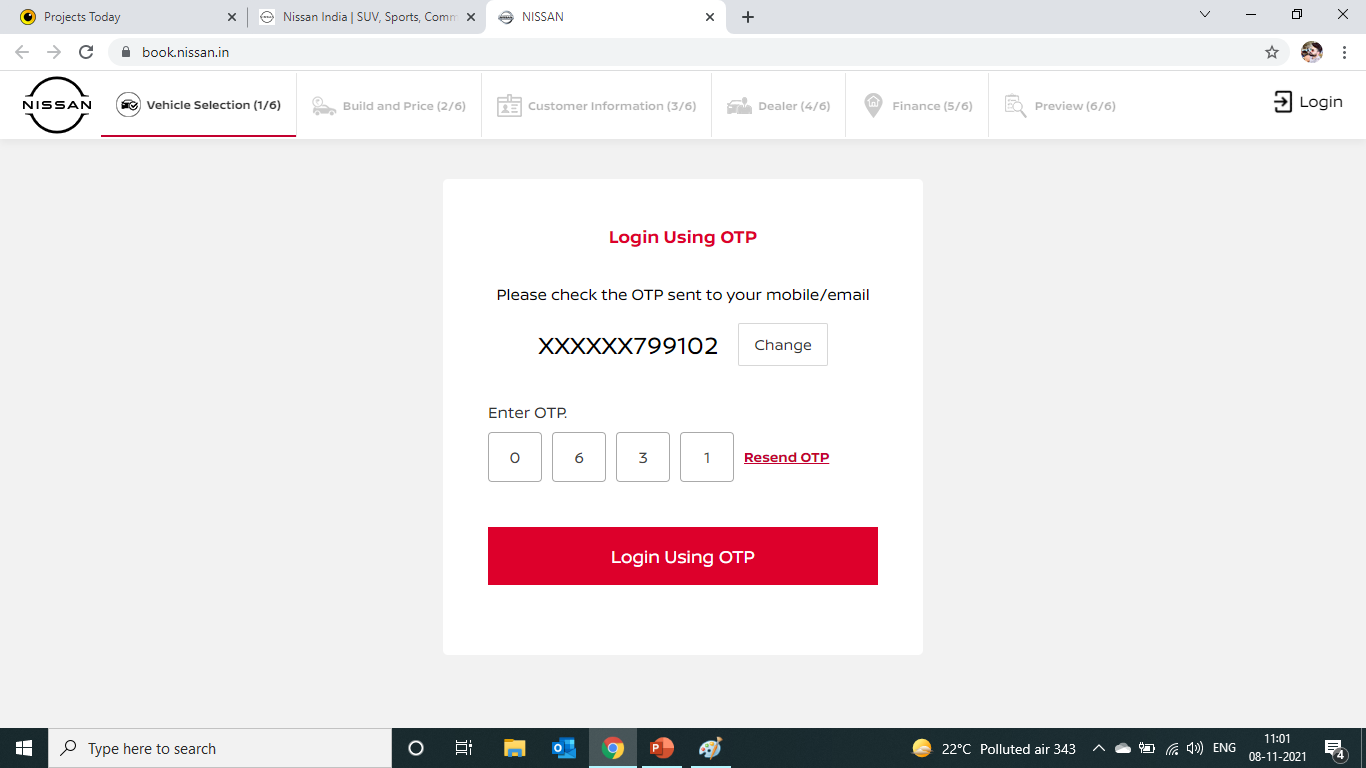 Projects Today
Nissan India | SUV, Sports, Comm
NISSAN
book.nissan.in
NISSAN
Vehicle Selection (1/6)
Build and Price (2/6)
Customer Information (3/6)
Dealer (4/6)
Finance (5/6)
Preview (6/6)
Login
Login Using OTP
Please check the OTP sent to your mobile/email
XXXXXX799102
Change
Enter OTP.
0 6 3 1
Resend OTP
Login Using OTP
Type here to search
22°C Polluted air 343
ENG
11:01
08-11-2021
4